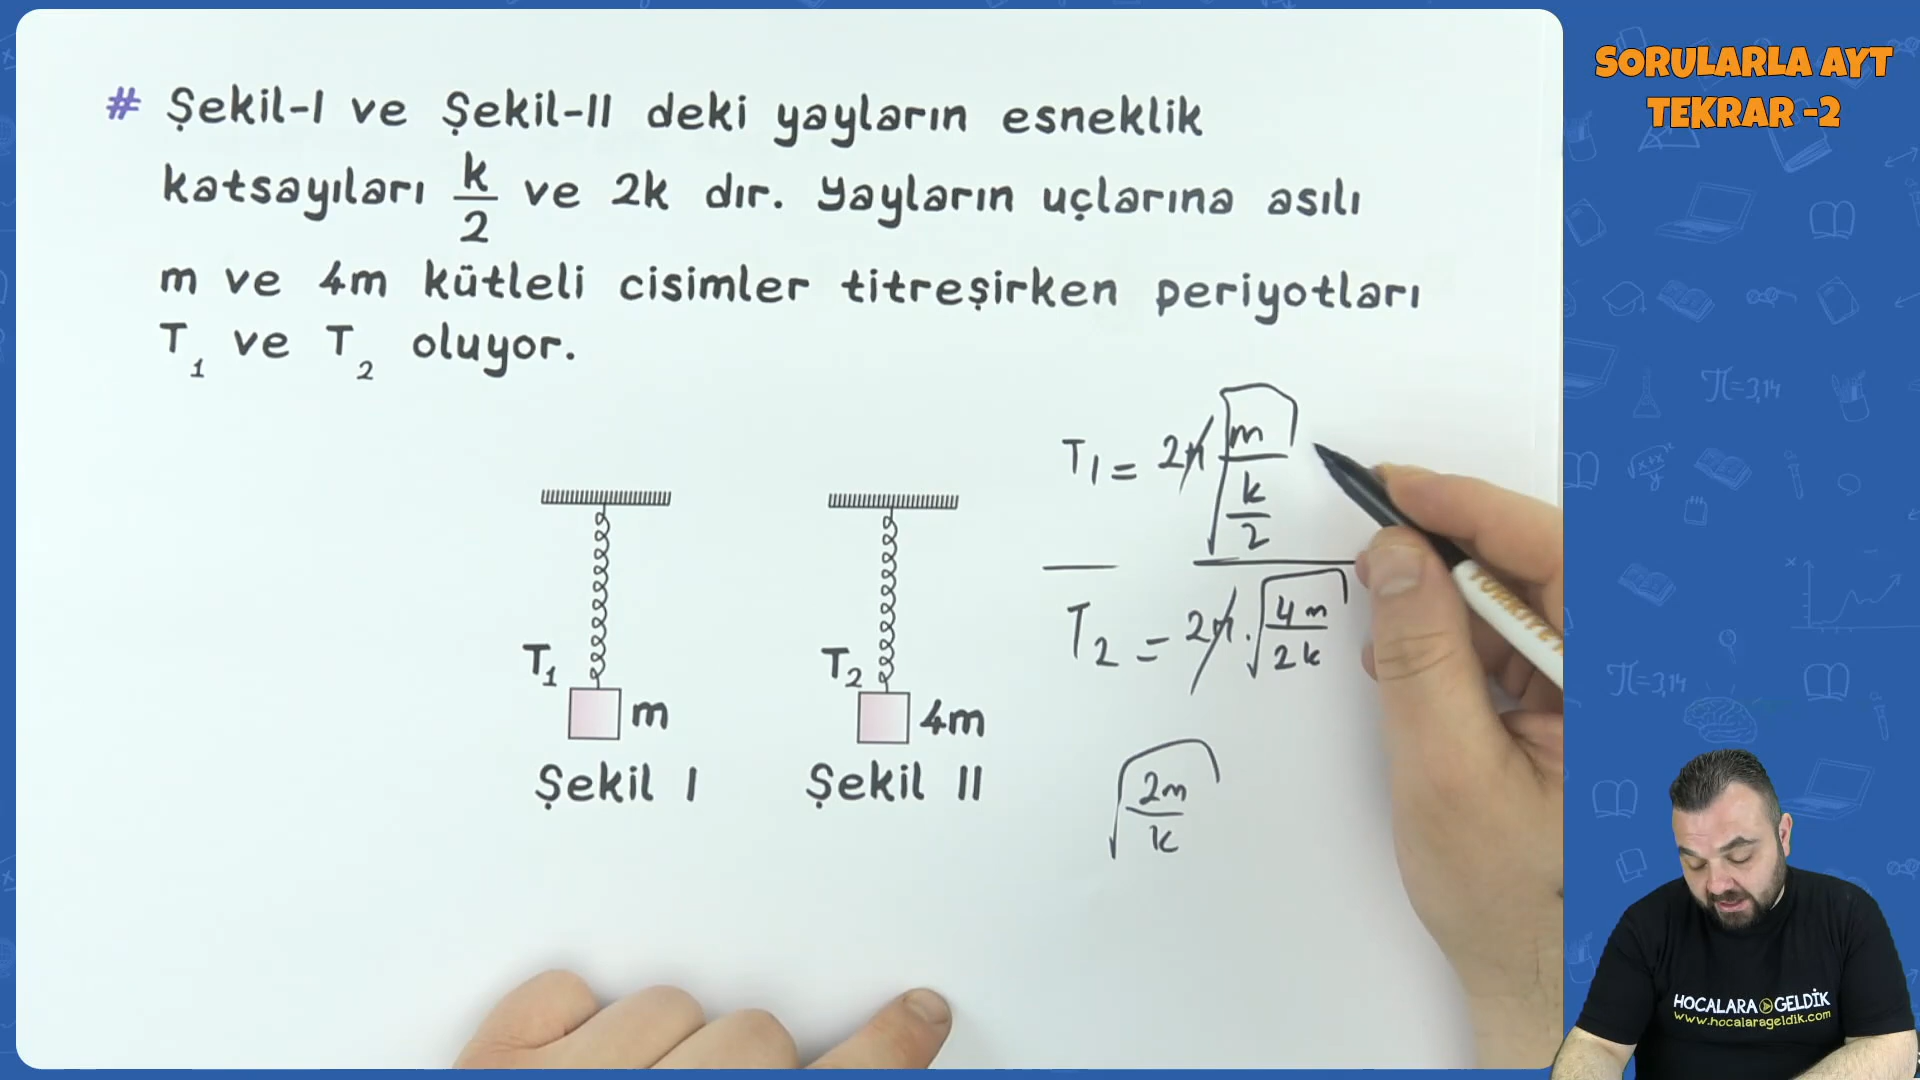 SORULARLA AYT
TEKRAR -2
# Şekil-I ve Şekil-II deki yayların esneklik
katsayıları k/2 ve 2k dır. Yayların uçlarına asılı
m ve 4m kütleli cisimler titreşirken periyotları
T₁ ve T₂ oluyor.
T₁ = 2π√(m/(k/2))
T₂ = 2π.√(4m/2k)
√(2m/k)
T₁ m
Şekil I
T₂ 4m
Şekil II
TÜRKİYE
π=3,14
π=3,14
HOCALARA GELDİK
www.hocalarageldik.com